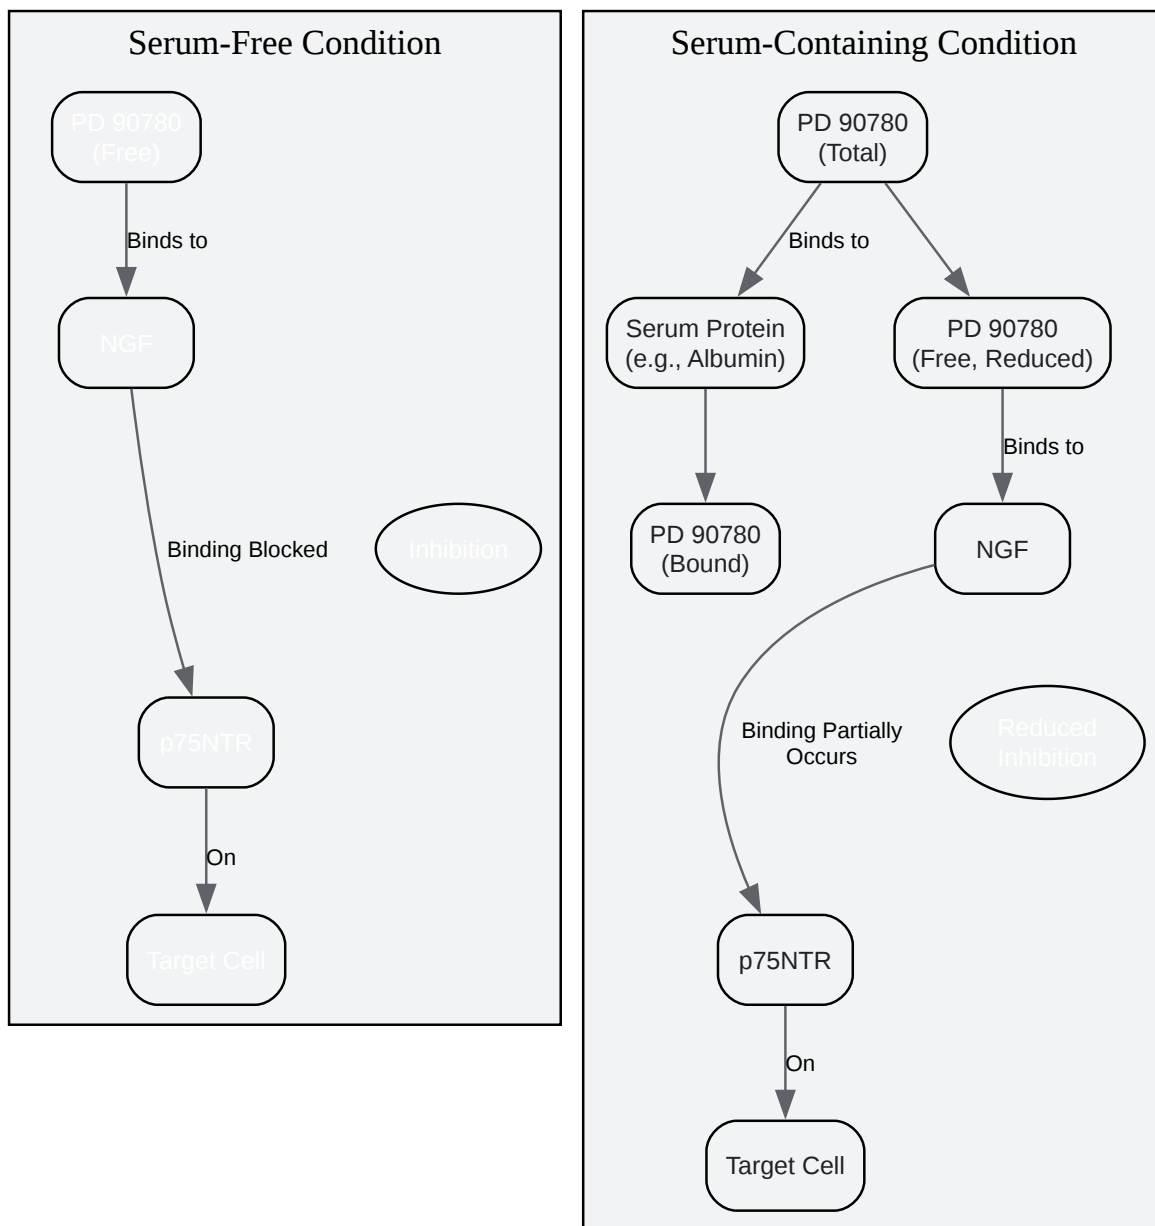 Serum-Free Condition
PD 90780
(Free)
Binds to
NGF
Binding Blocked
Inhibition
p75NTR
On
Target Cell
Serum-Containing Condition
PD 90780
(Total)
Binds to
Serum Protein
(e.g., Albumin)
PD 90780
(Free, Reduced)
Binds to
PD 90780
(Bound)
NGF
Binding Partially
Occurs
Reduced
Inhibition
p75NTR
On
Target Cell